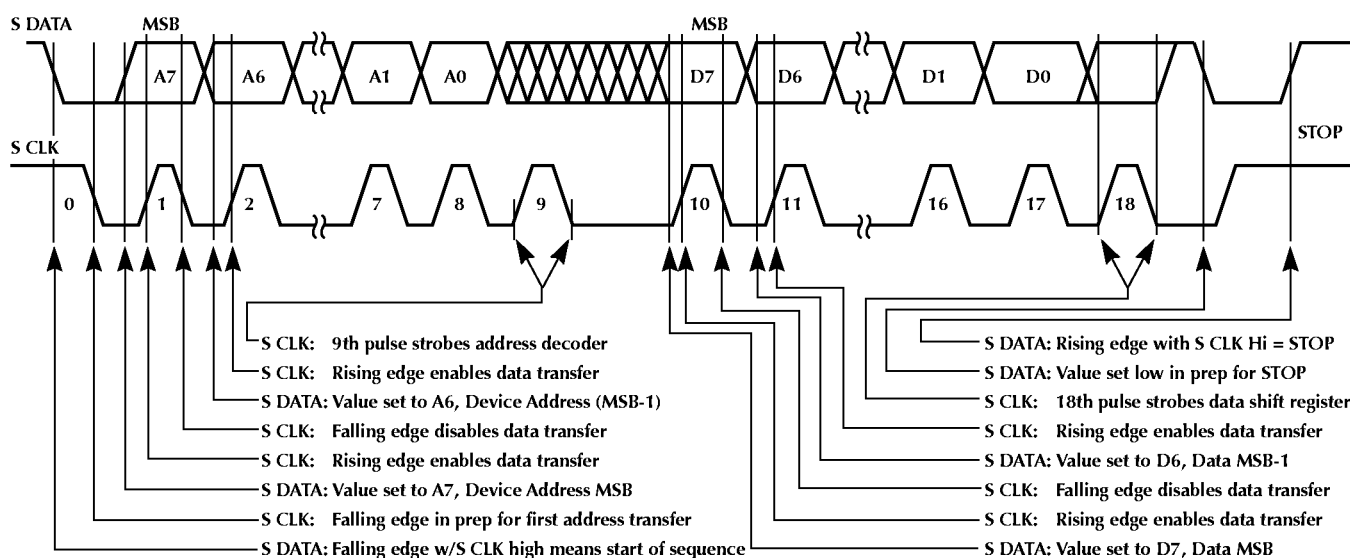 S DATA
MSB
MSB
A7
A6
A1
A0
D7
D6
D1
D0
S CLK
STOP
0
1
2
7
8
9
10
11
16
17
18
S CLK: 9th pulse strobes address decoder
S CLK: Rising edge enables data transfer
S DATA: Value set to A6, Device Address (MSB-1)
S CLK: Falling edge disables data transfer
S CLK: Rising edge enables data transfer
S DATA: Value set to A7, Device Address MSB
S CLK: Falling edge in prep for first address transfer
S DATA: Falling edge w/S CLK high means start of sequence
S DATA: Rising edge with S CLK Hi = STOP
S DATA: Value set low in prep for STOP
S CLK: 18th pulse strobes data shift register
S CLK: Rising edge enables data transfer
S DATA: Value set to D6, Data MSB-1
S CLK: Falling edge disables data transfer
S CLK: Rising edge enables data transfer
S DATA: Value set to D7, Data MSB